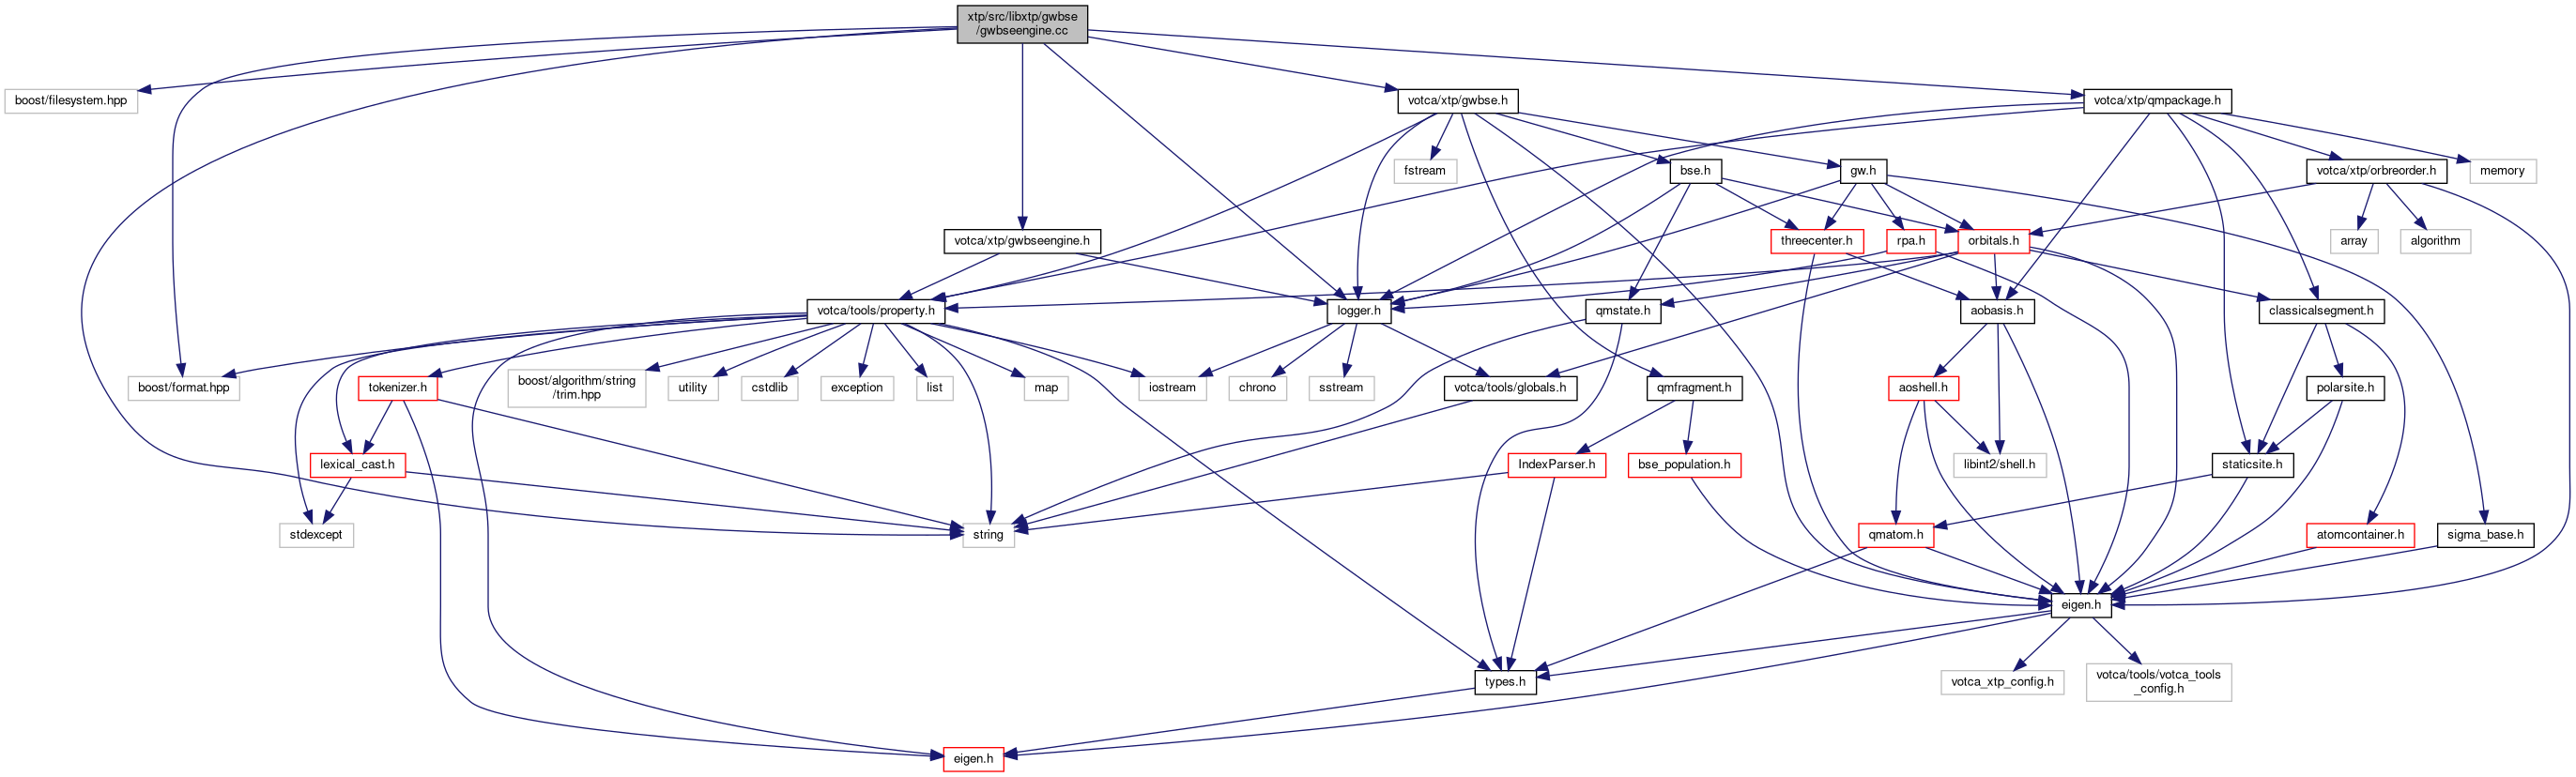 xtp/src/libxtp/gwbse
/gwbseengine.cc
boost/filesystem.hpp
votca/xtp/gwbse.h
votca/xtp/qmpackage.h
fstream
bse.h
gw.h
votca/xtp/orbreorder.h
memory
votca/xtp/gwbseengine.h
threecenter.h
rpa.h
orbitals.h
array
algorithm
votca/tools/property.h
logger.h
qmstate.h
aobasis.h
classicalsegment.h
boost/format.hpp
tokenizer.h
boost/algorithm/string
/trim.hpp
utility
cstdlib
exception
list
map
iostream
chrono
sstream
votca/tools/globals.h
qmfragment.h
aoshell.h
polarsite.h
lexical_cast.h
IndexParser.h
bse_population.h
libint2/shell.h
staticsite.h
stdexcept
string
qmatom.h
atomcontainer.h
sigma_base.h
eigen.h
types.h
votca_xtp_config.h
votca/tools/votca_tools
_config.h
eigen.h